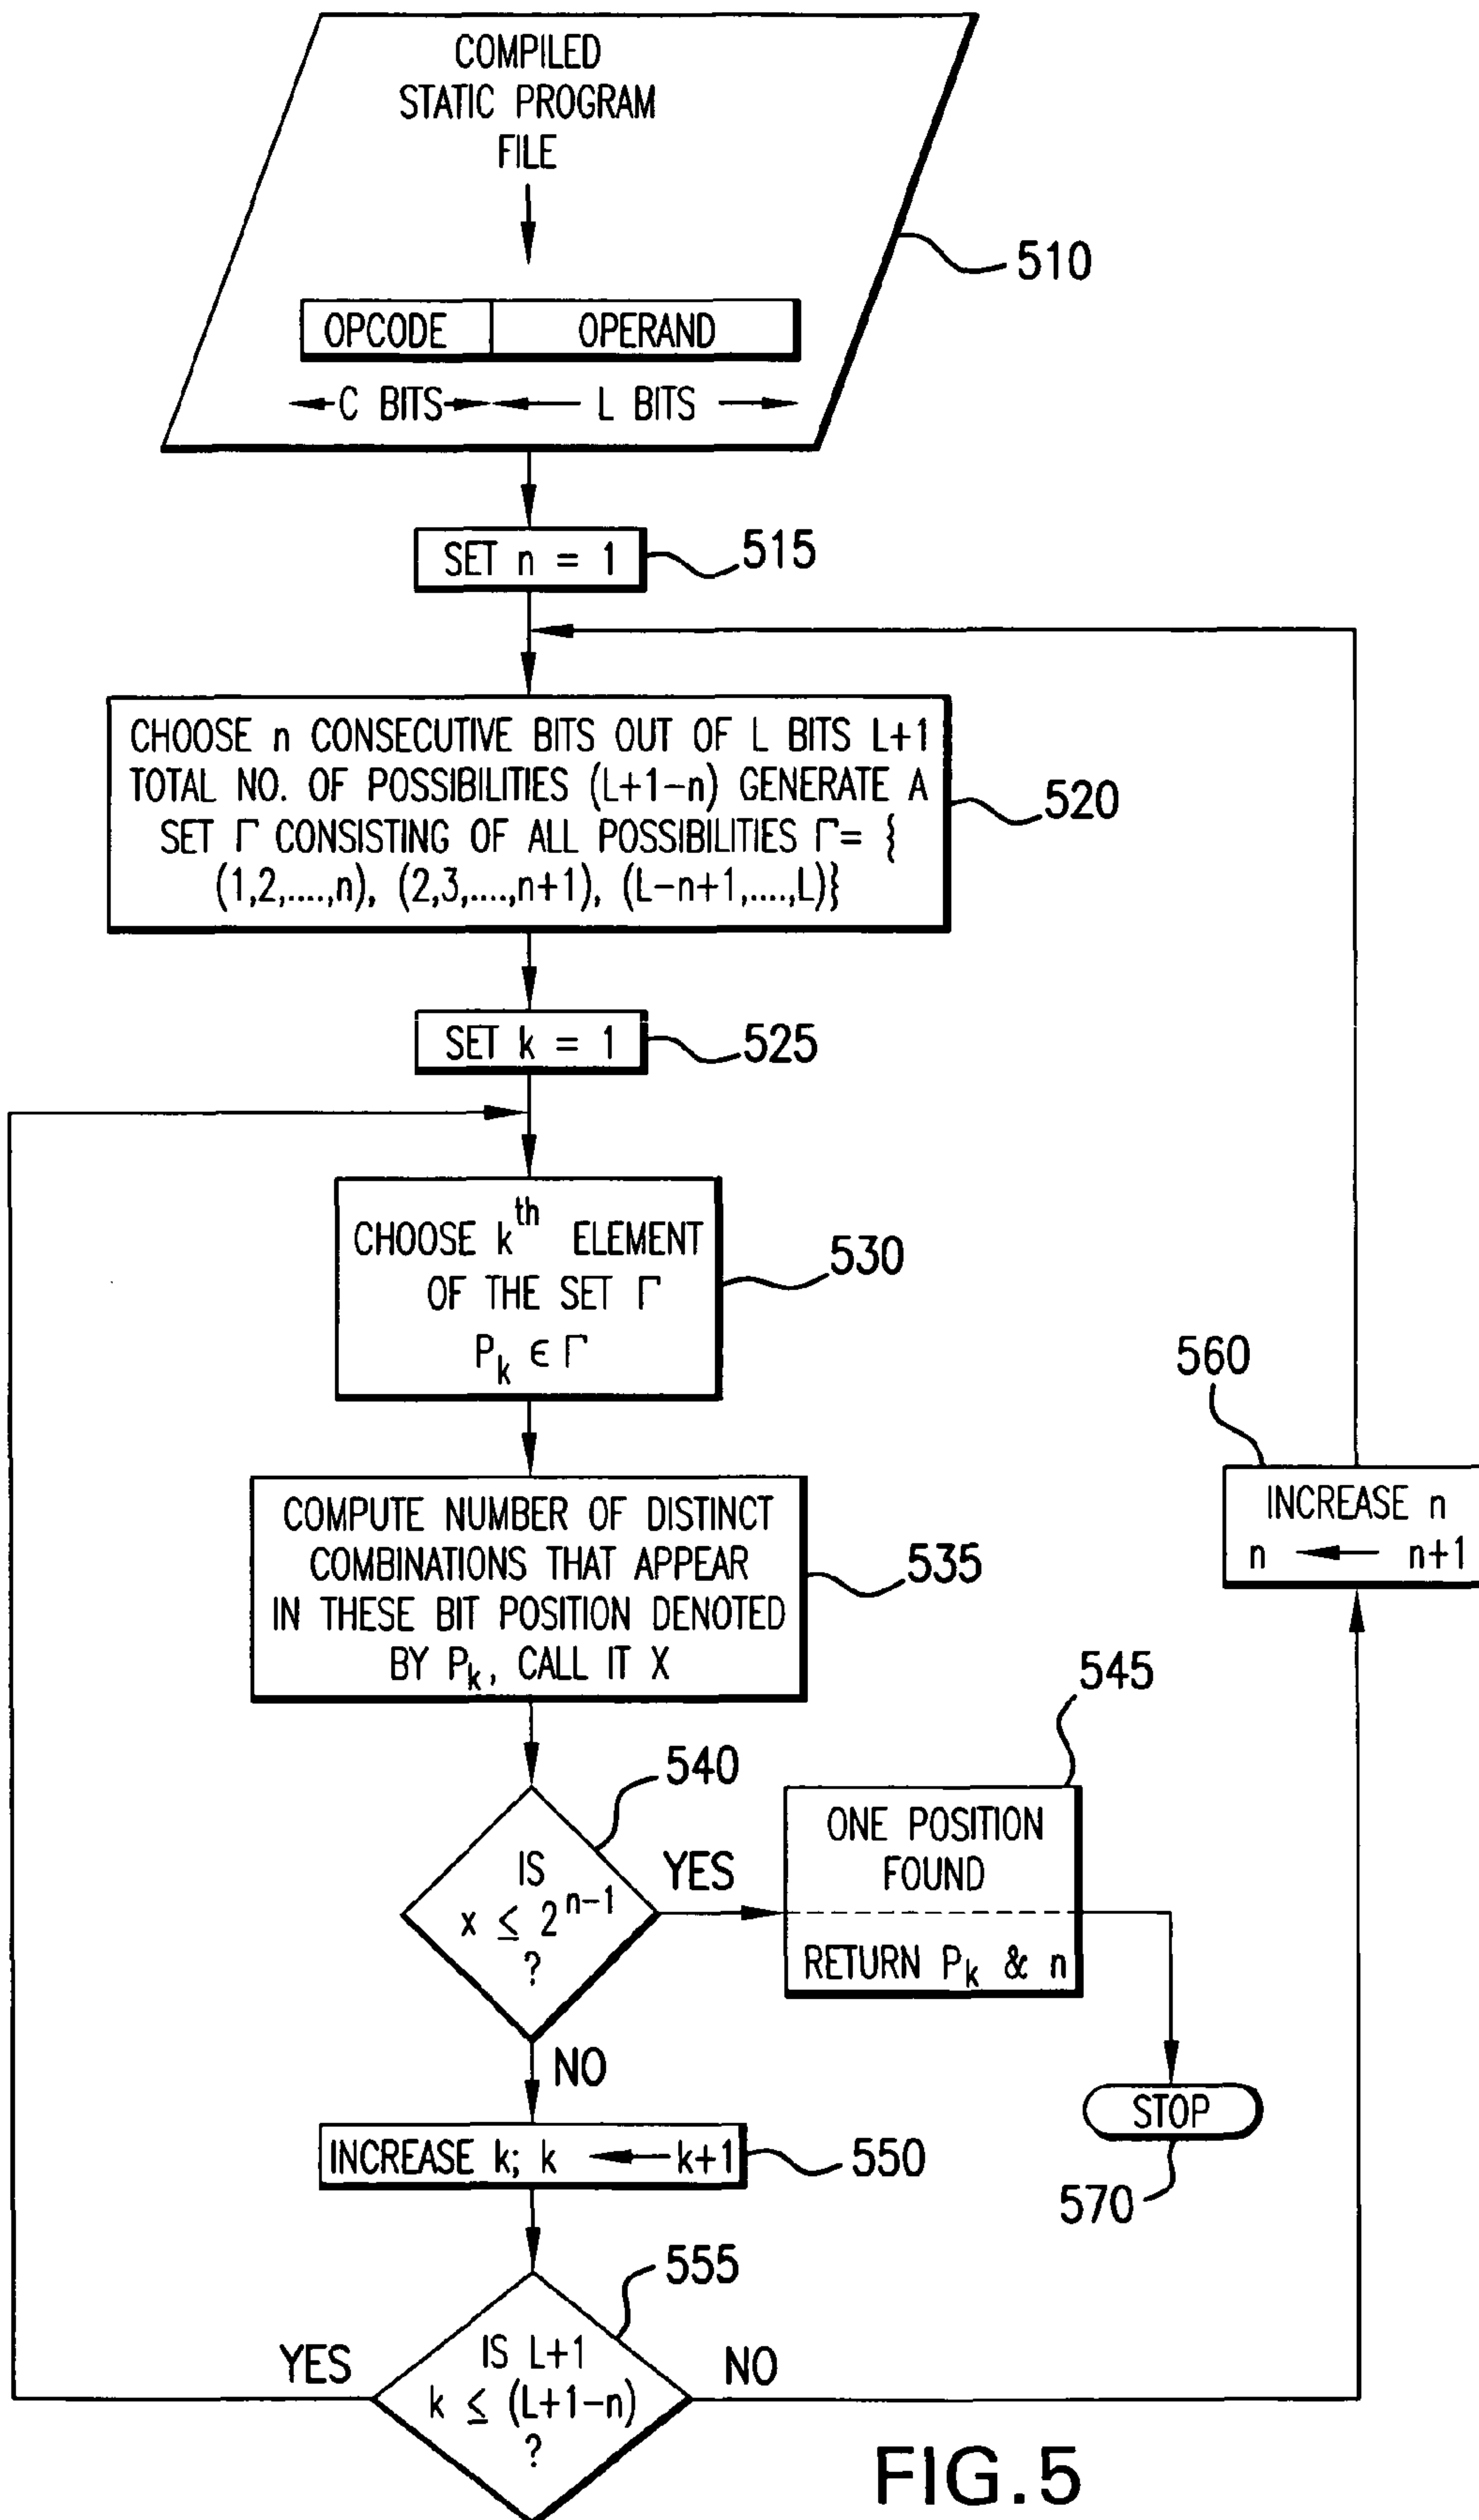 COMPILED
STATIC PROGRAM
FILE
510
OPCODE OPERAND
C BITS L BITS
SET n = 1
515
CHOOSE n CONSECUTIVE BITS OUT OF L BITS L+1
TOTAL NO. OF POSSIBILITIES (L+1-n) GENERATE A
SET Γ CONSISTING OF ALL POSSIBILITIES Γ= {
(1,2,....,n), (2,3,....,n+1), (L-n+1,....,L)}
520
SET k = 1
525
CHOOSE kth ELEMENT
OF THE SET Γ
Pk ϵ Γ
530
560
INCREASE n
n ← n+1
COMPUTE NUMBER OF DISTINCT
COMBINATIONS THAT APPEAR
IN THESE BIT POSITION DENOTED
BY Pk, CALL IT X
535
540
IS
x ≤ 2^n-1
?
YES
545
ONE POSITION
FOUND
RETURN Pk & n
NO
STOP
570
INCREASE k; k ← k+1
550
555
IS L+1
k ≤ (L+1-n)
?
YES
NO
FIG.5